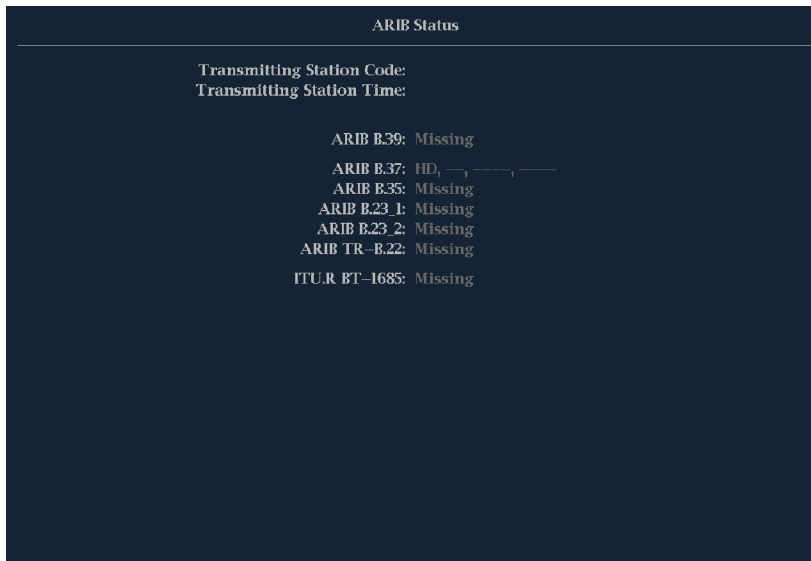 ARIB Status
Transmitting Station Code:
Transmitting Station Time:
ARIB B.39: Missing
ARIB B.37: HD, −−, −−−−, −−−−
ARIB B.35: Missing
ARIB B.23_1: Missing
ARIB B.23_2: Missing
ARIB TR−B.22: Missing
ITU.R BT−1685: Missing